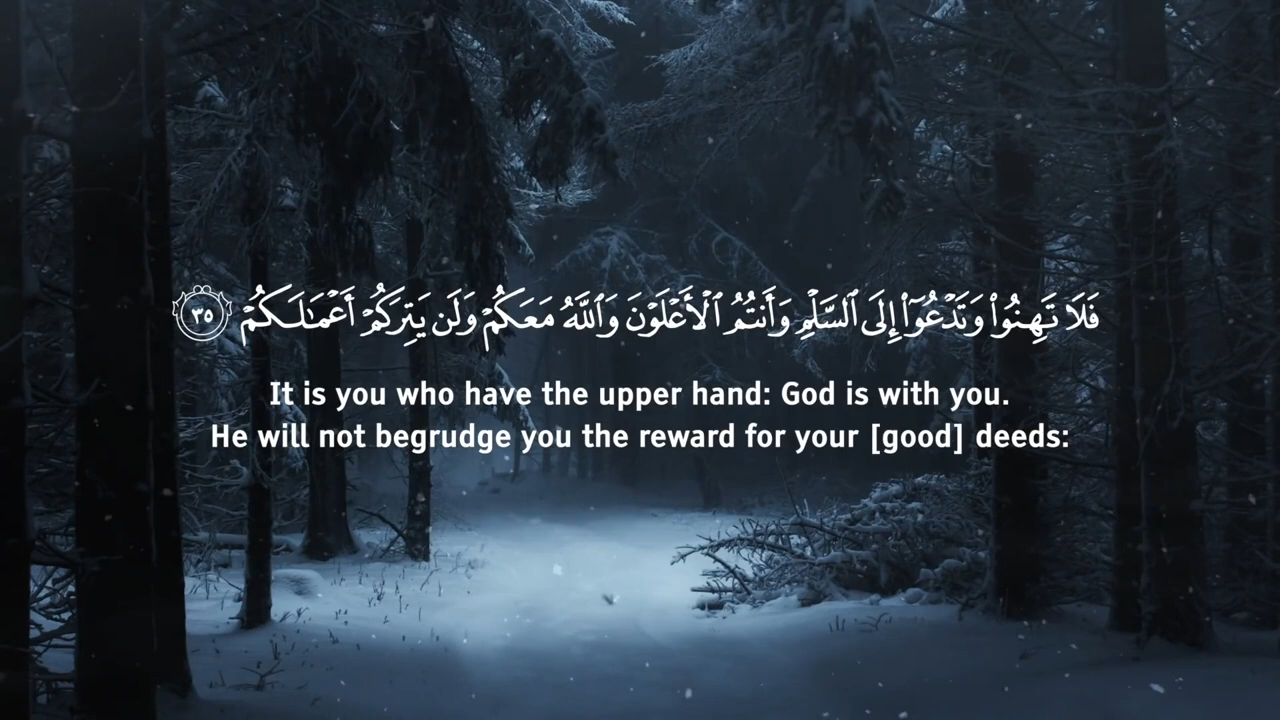 فَلَا تَهِنُوا۟ وَتَدْعُوٓا۟ إِلَى ٱلسَّلْمِ وَأَنتُمُ ٱلْأَعْلَوْنَ وَٱللَّهُ مَعَكُمْ وَلَن يَتِرَكُمْ أَعْمَـٰلَكُمْ ٣٥
It is you who have the upper hand: God is with you.
He will not begrudge you the reward for your [good] deeds: